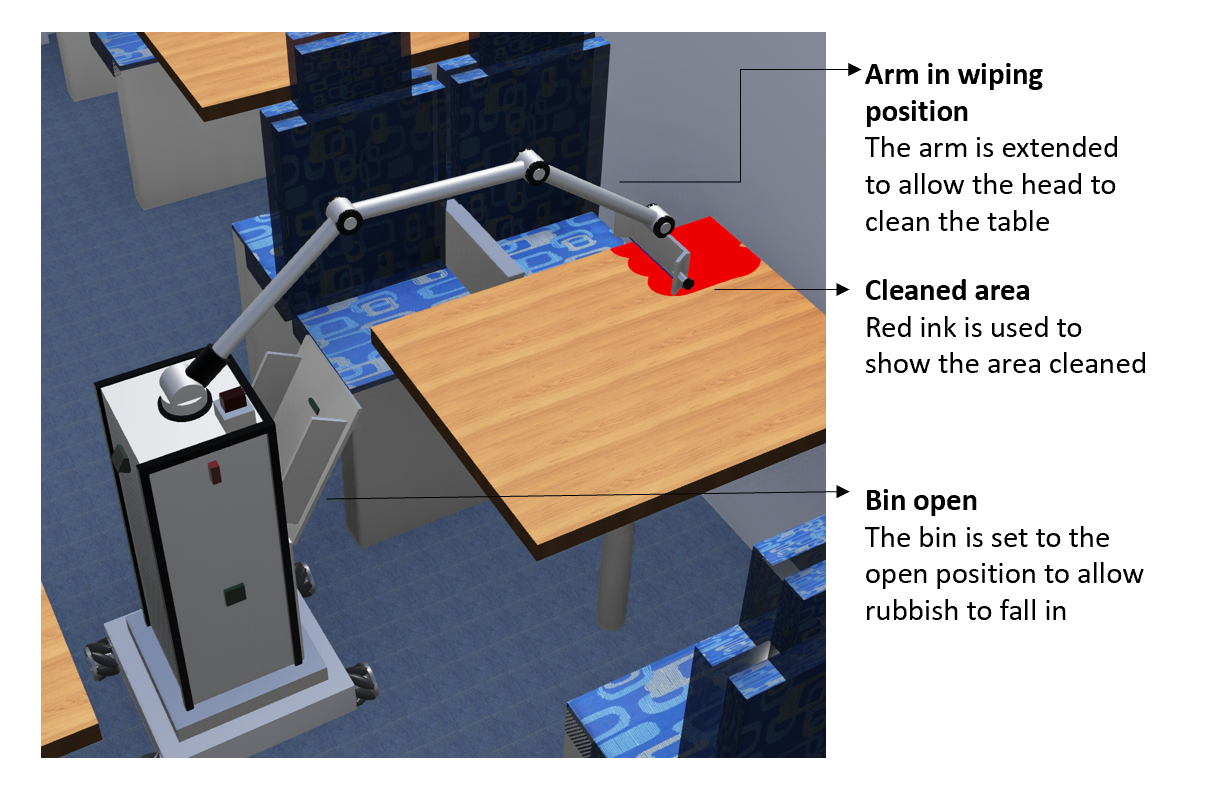 Arm in wiping
position
The arm is extended
to allow the head to
clean the table
Cleaned area
Red ink is used to
show the area cleaned
Bin open
The bin is set to the
open position to allow
rubbish to fall in